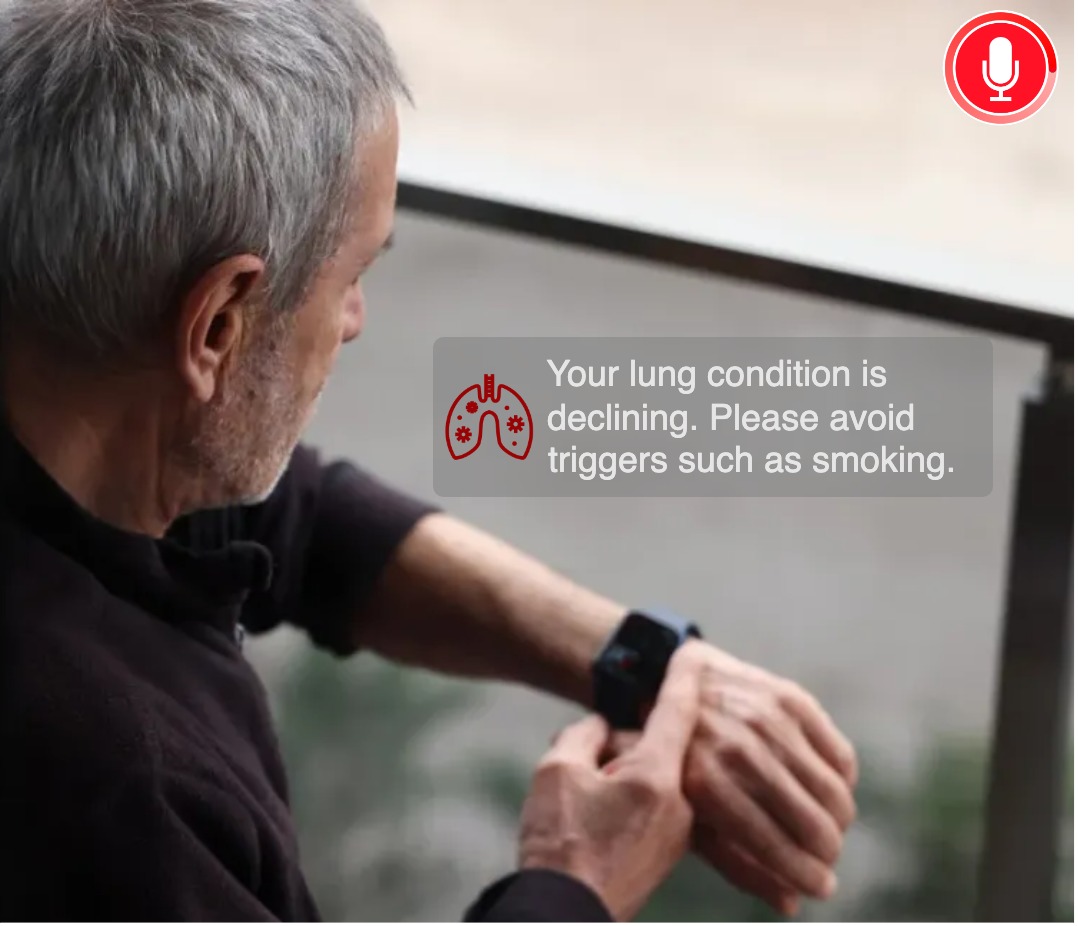 Your lung condition is
declining. Please avoid
triggers such as smoking.